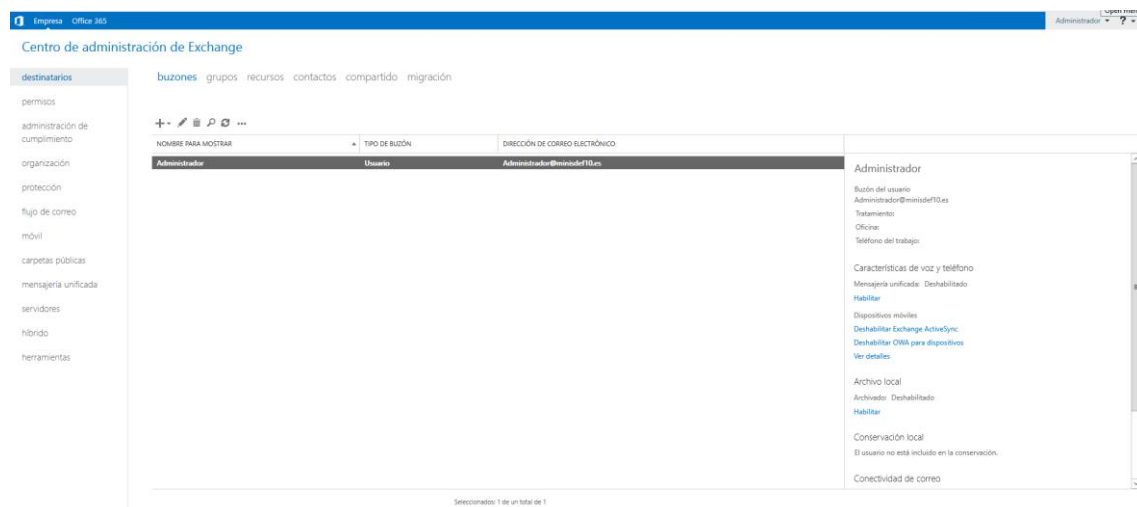 Open men
Empresa Office 365
Administrador ?
Centro de administración de Exchange
destinatarios
permisos
administración de
cumplimiento
organización
protección
flujo de correo
móvil
carpetas públicas
mensajería unificada
servidores
híbrido
herramientas
buzones grupos recursos contactos compartido migración
NOMBRE PARA MOSTRAR TIPO DE BUZÓN DIRECCIÓN DE CORREO ELECTRÓNICO
Administrador Usuario Administrador@minisdef10.es
Administrador
Buzón del usuario
Administrador@minisdef10.es
Tratamiento:
Oficina:
Teléfono del trabajo:
Características de voz y teléfono
Mensajería unificada: Deshabilitado
Habilitar
Dispositivos móviles
Deshabilitar Exchange ActiveSync
Deshabilitar OWA para dispositivos
Ver detalles
Archivo local
Archivado: Deshabilitado
Habilitar
Conservación local
El usuario no está incluido en la conservación.
Conectividad de correo
Seleccionados: 1 de un total de 1